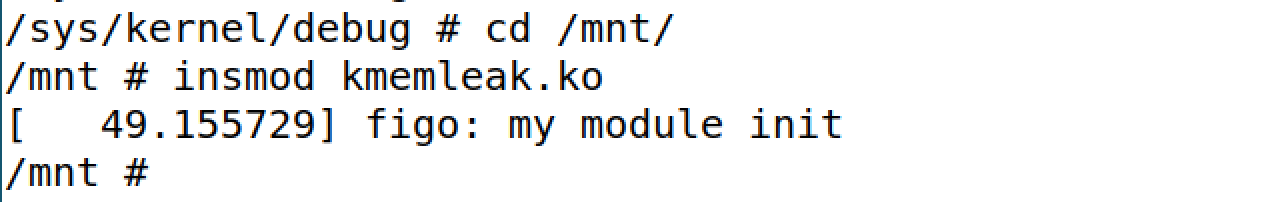 /sys/kernel/debug # cd /mnt/
/mnt # insmod kmemleak.ko
[   49.155729] figo: my module init
/mnt #